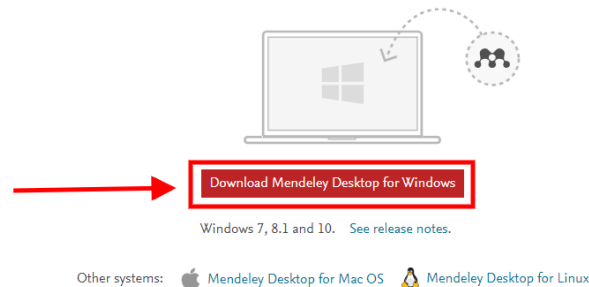 Download Mendeley Desktop for Windows
Windows 7, 8.1 and 10. See release notes.
Other systems: Mendeley Desktop for Mac OS Mendeley Desktop for Linux